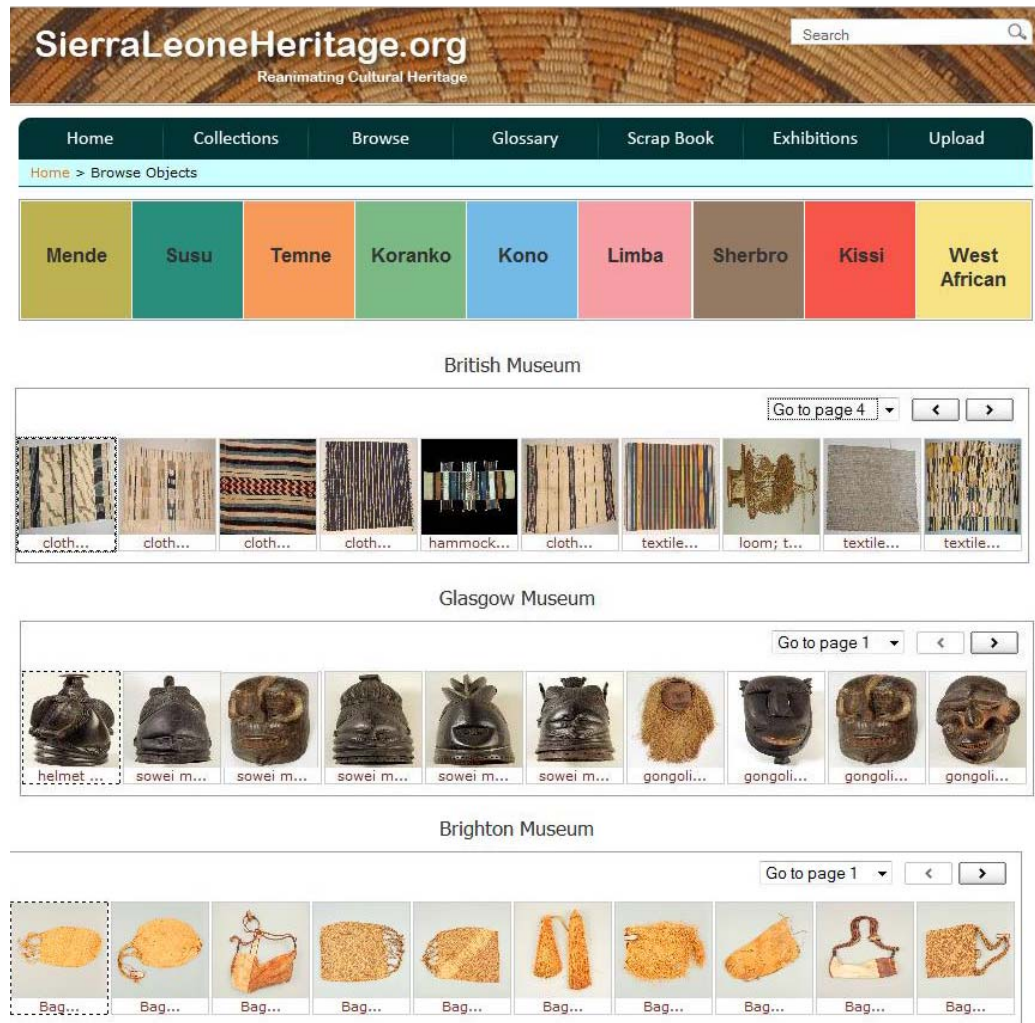 SierraLeoneHeritage.org
Reanimating Cultural Heritage
Search
Home Collections Browse Glossary Scrap Book Exhibitions Upload
Home > Browse Objects
Mende Susu Temne Koranko Kono Limba Sherbro Kissi West African
British Museum
Go to page 4 < >
cloth... cloth... cloth... cloth... hammock... cloth... textile... loom; t... textile... textile...
Glasgow Museum
Go to page 1 < >
helmet ... sowei m... sowei m... sowei m... sowei m... sowei m... gongoli... gongoli... gongoli... gongoli...
Brighton Museum
Go to page 1 < >
Bag... Bag... Bag... Bag... Bag... Bag... Bag... Bag... Bag... Bag...